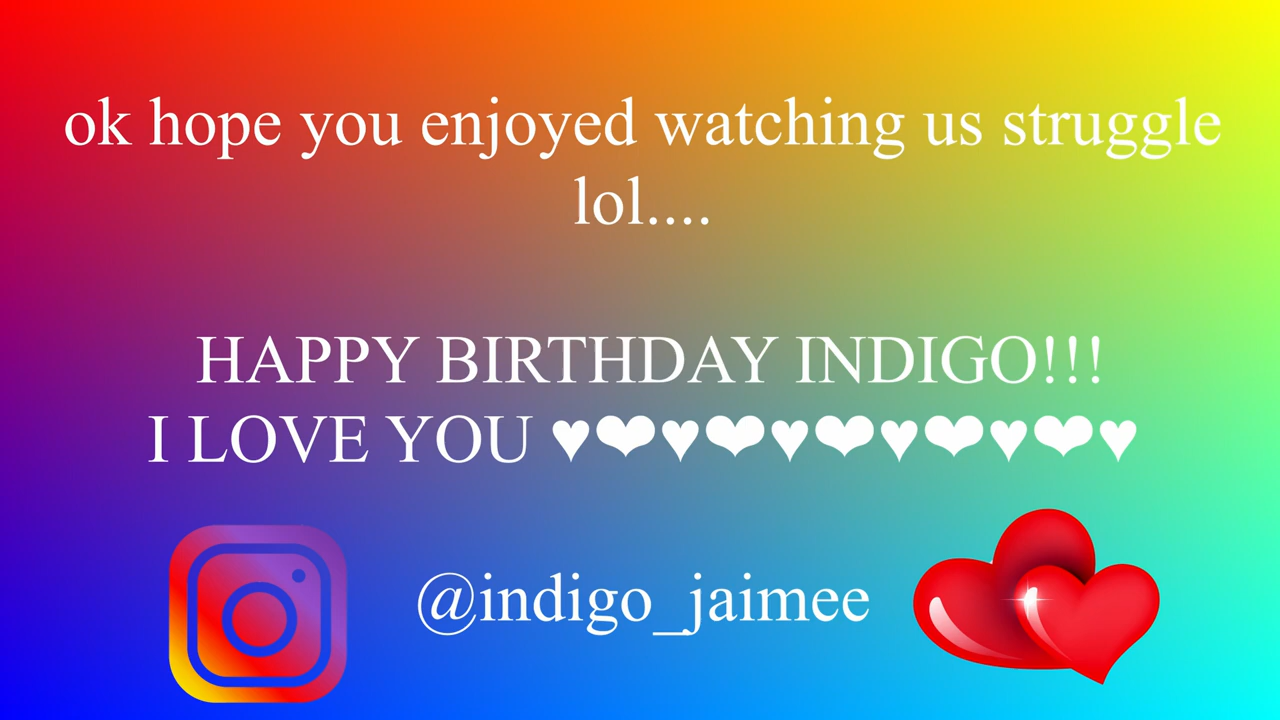 ok hope you enjoyed watching us struggle
lol....
HAPPY BIRTHDAY INDIGO!!!
I LOVE YOU ♥❤♥❤♥❤♥❤♥❤♥
@indigo_jaimee